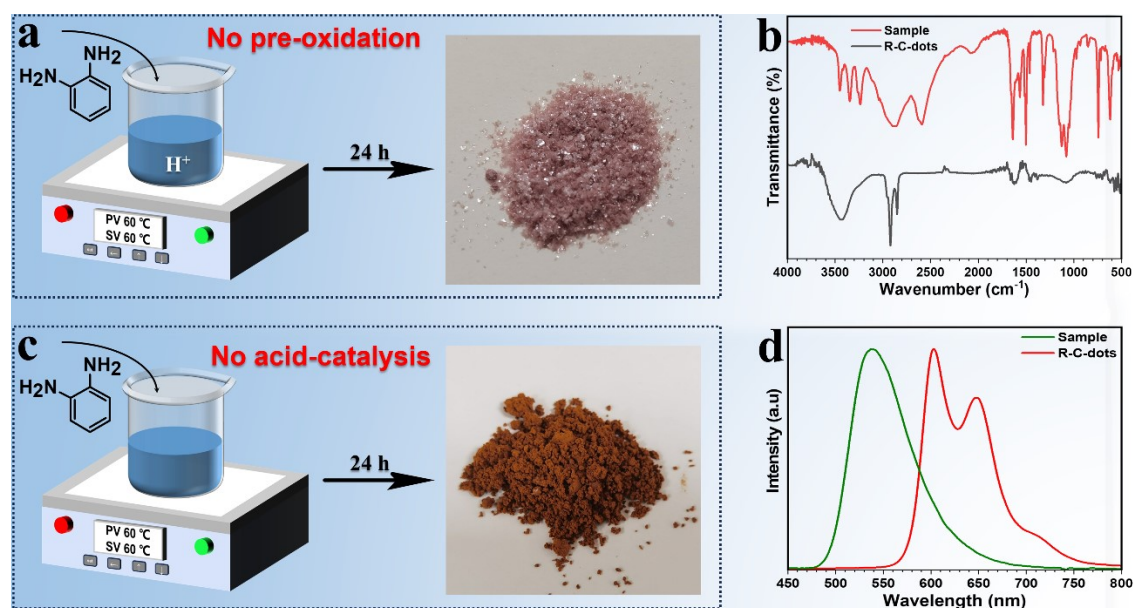 a
No pre-oxidation
H₂N
NH₂
H⁺
24 h
PV 60 ℃
SV 60 ℃
b
Sample
R-C-dots
Transmittance (%)
4000 3500 3000 2500 2000 1500 1000 500
Wavenumber (cm⁻¹)
c
No acid-catalysis
H₂N
NH₂
24 h
PV 60 ℃
SV 60 ℃
d
Sample
R-C-dots
Intensity (a.u)
450 500 550 600 650 700 750 800
Wavelength (nm)